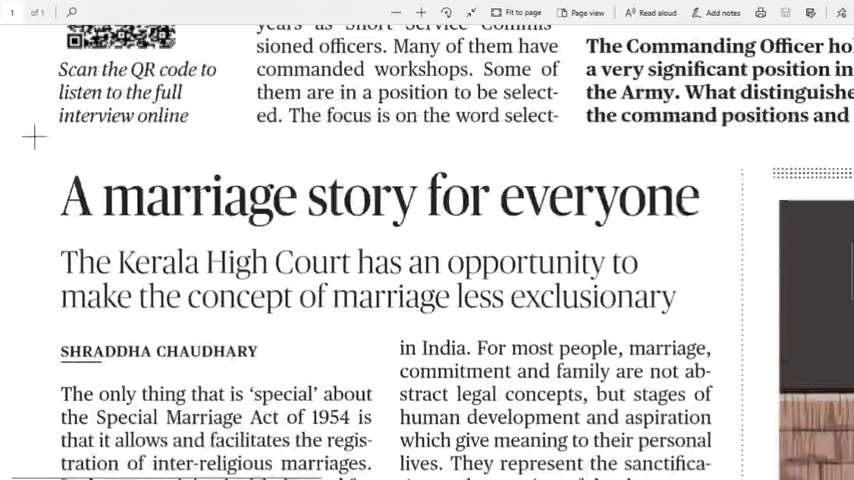 1 of 1
Fit to page
Page view
Read aloud
Add notes
Scan the QR code to
listen to the full
interview online
years as Short Service Commis-
sioned officers. Many of them have
commanded workshops. Some of
them are in a position to be select-
ed. The focus is on the word select-
The Commanding Officer hol
a very significant position in
the Army. What distinguishe
the command positions and
A marriage story for everyone
The Kerala High Court has an opportunity to
make the concept of marriage less exclusionary
SHRADDHA CHAUDHARY
The only thing that is ‘special’ about
the Special Marriage Act of 1954 is
that it allows and facilitates the regis-
tration of inter-religious marriages.
in India. For most people, marriage,
commitment and family are not ab-
stract legal concepts, but stages of
human development and aspiration
which give meaning to their personal
lives. They represent the sanctifica-